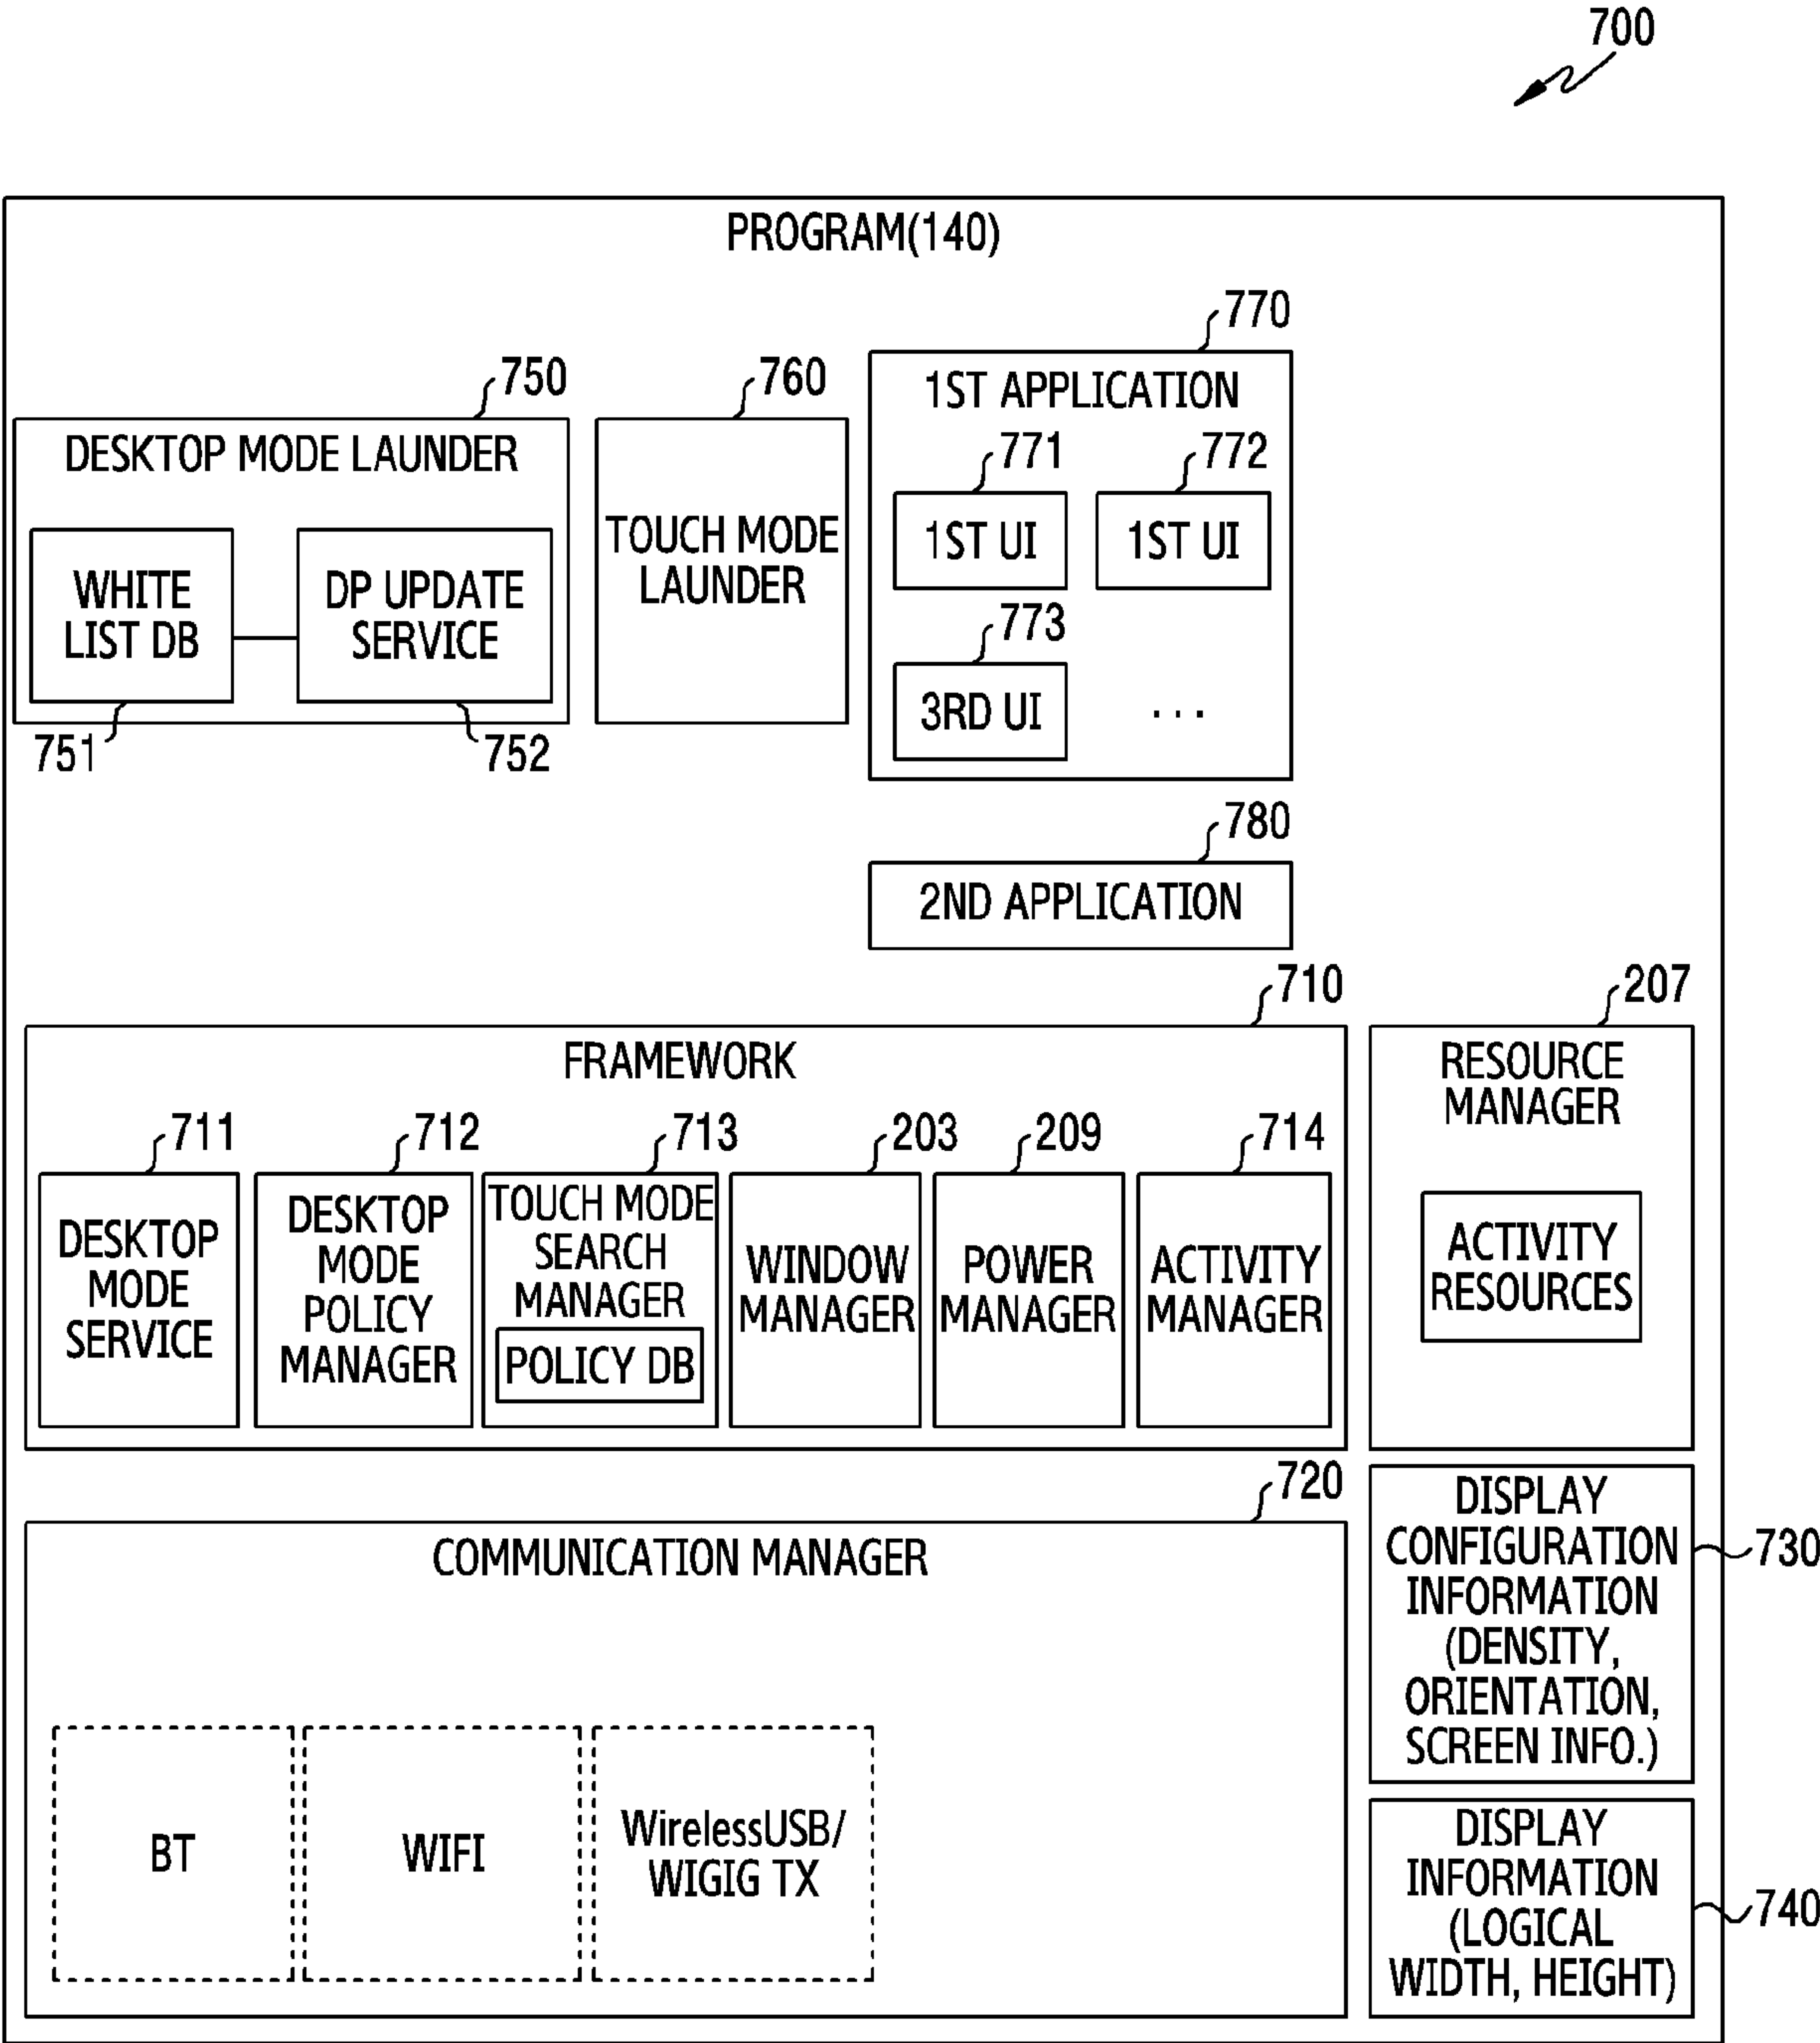 700
PROGRAM(140)
770
750
760
1ST APPLICATION
DESKTOP MODE LAUNDER
771
772
1ST UI
1ST UI
TOUCH MODE
LAUNDER
WHITE
LIST DB
DP UPDATE
SERVICE
773
3RD UI
...
751
752
780
2ND APPLICATION
710
207
FRAMEWORK
RESOURCE
MANAGER
711
712
713
203
209
714
DESKTOP
MODE
SERVICE
DESKTOP
MODE
POLICY
MANAGER
TOUCH MODE
SEARCH
MANAGER
POLICY DB
WINDOW
MANAGER
POWER
MANAGER
ACTIVITY
MANAGER
ACTIVITY
RESOURCES
720
COMMUNICATION MANAGER
DISPLAY
CONFIGURATION
INFORMATION
(DENSITY,
ORIENTATION,
SCREEN INFO.)
730
BT
WIFI
WirelessUSB/
WIGIG TX
DISPLAY
INFORMATION
(LOGICAL
WIDTH, HEIGHT)
740